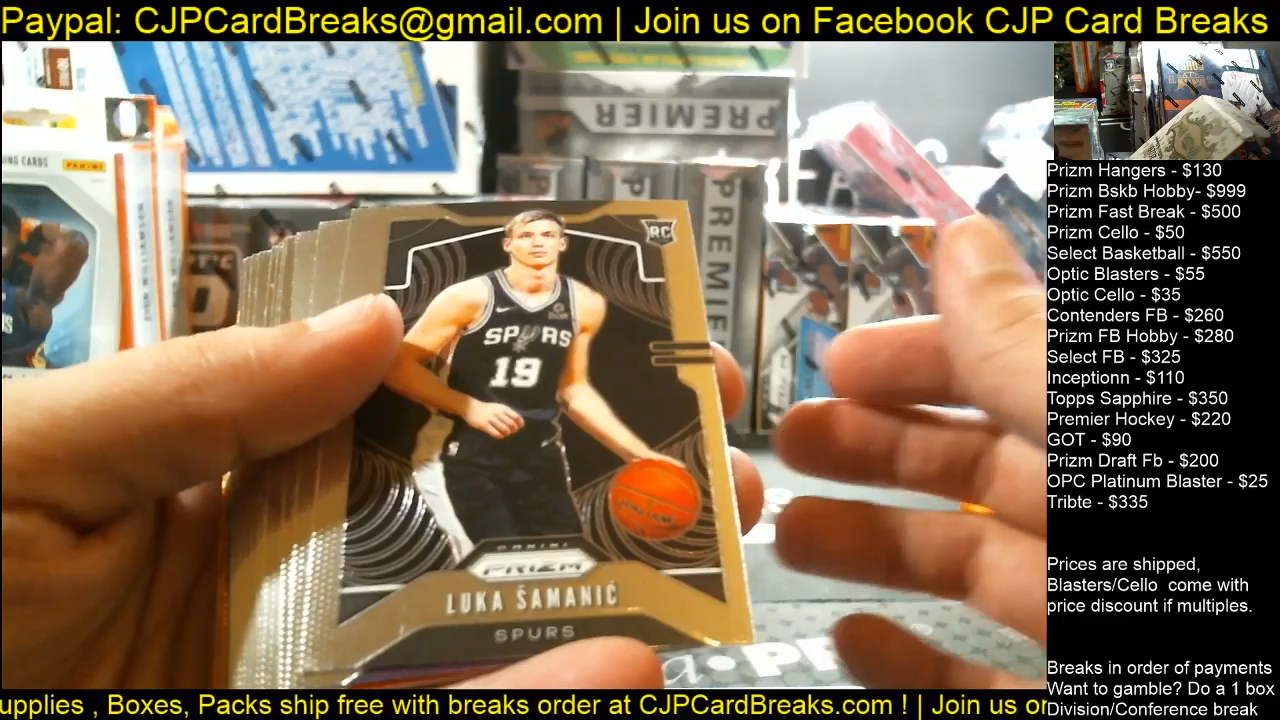 Paypal: CJPCardBreaks@gmail.com | Join us on Facebook CJP Card Breaks
Prizm Hangers - $130
Prizm Bskb Hobby- $999
Prizm Fast Break - $500
Prizm Cello - $50
Select Basketball - $550
Optic Blasters - $55
Optic Cello - $35
Contenders FB - $260
Prizm FB Hobby - $280
Select FB - $325
Inceptionn - $110
Topps Sapphire - $350
Premier Hockey - $220
GOT - $90
Prizm Draft Fb - $200
OPC Platinum Blaster - $25
Tribte - $335
Prices are shipped,
Blasters/Cello come with
price discount if multiples.
Breaks in order of payments
Want to gamble? Do a 1 box
Division/Conference break
PREMIER
PREMIER
PANINI
RC
SPURS
19
PANINI
PRIZM
LUKA ŠAMANIĆ
SPURS
upplies , Boxes, Packs ship free with breaks order at CJPCardBreaks.com ! | Join us or